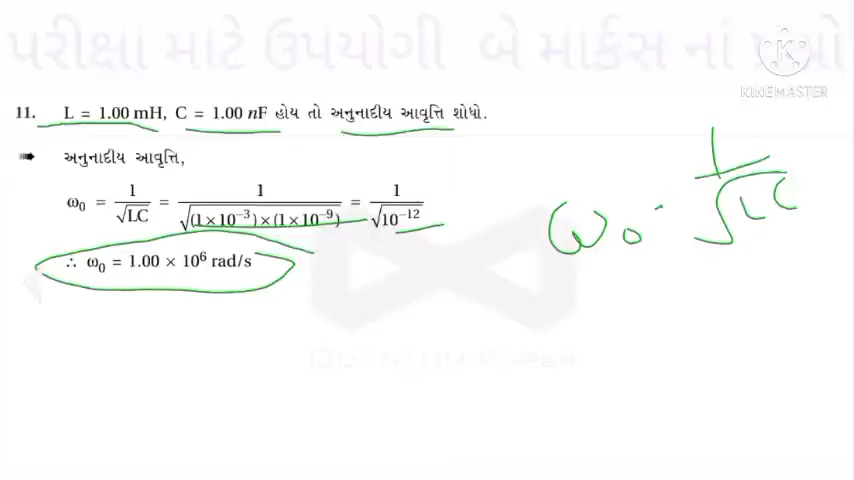 પરીક્ષા માટે ઉપયોગી બે માર્કસ નાં પ્રશ્નો
KINEMASTER
11. L = 1.00 mH, C = 1.00 nF હોય તો અનુનાદીય આવૃત્તિ શોધો.
➠ અનુનાદીય આવૃત્તિ,
ω₀ = 1/√LC = 1/√(1×10⁻³)×(1×10⁻⁹) = 1/√10⁻¹²
∴ ω₀ = 1.00 × 10⁶ rad/s
ω₀ = 1/√LC